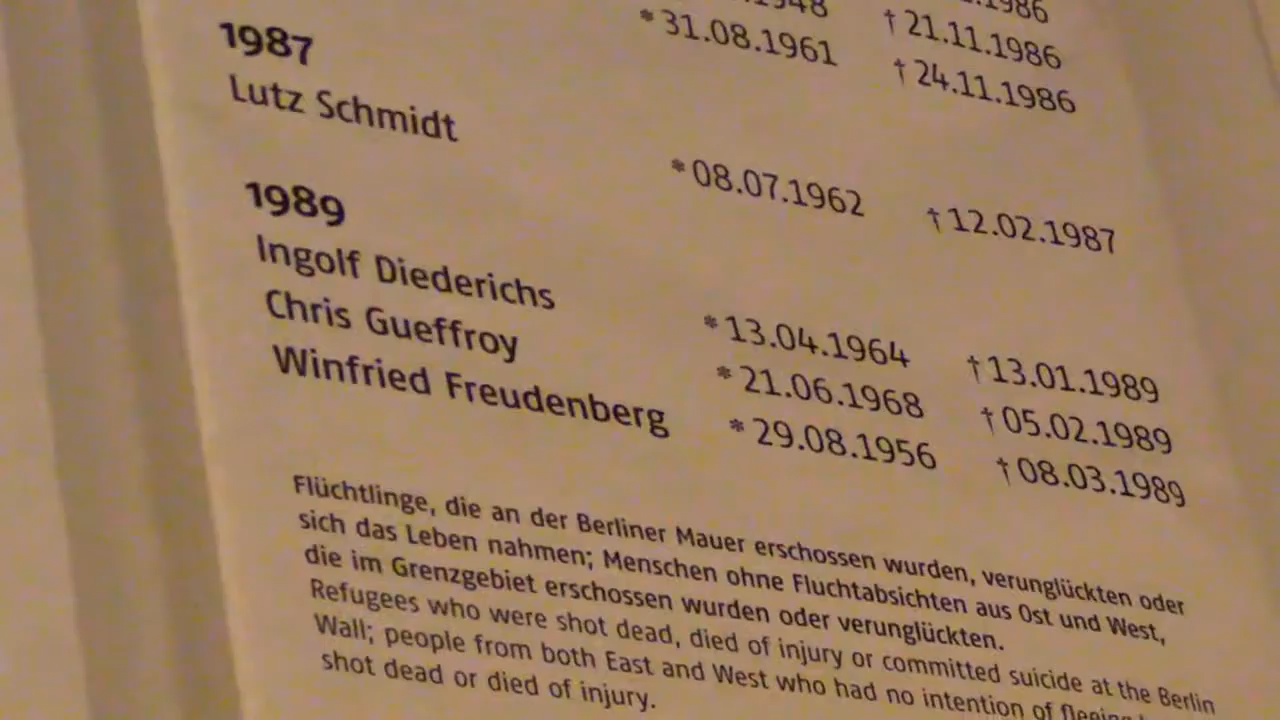 *31.08.1961 †21.11.1986
†24.11.1986
1987
Lutz Schmidt *08.07.1962 †12.02.1987
1989
Ingolf Diederichs *13.04.1964 †13.01.1989
Chris Gueffroy *21.06.1968 †05.02.1989
Winfried Freudenberg *29.08.1956 †08.03.1989
Flüchtlinge, die an der Berliner Mauer erschossen wurden, verunglückten oder
sich das Leben nahmen; Menschen ohne Fluchtabsichten aus Ost und West,
die im Grenzgebiet erschossen wurden oder verunglückten.
Refugees who were shot dead, died of injury or committed suicide at the Berlin
Wall; people from both East and West who had no intention of fleeing
shot dead or died of injury.